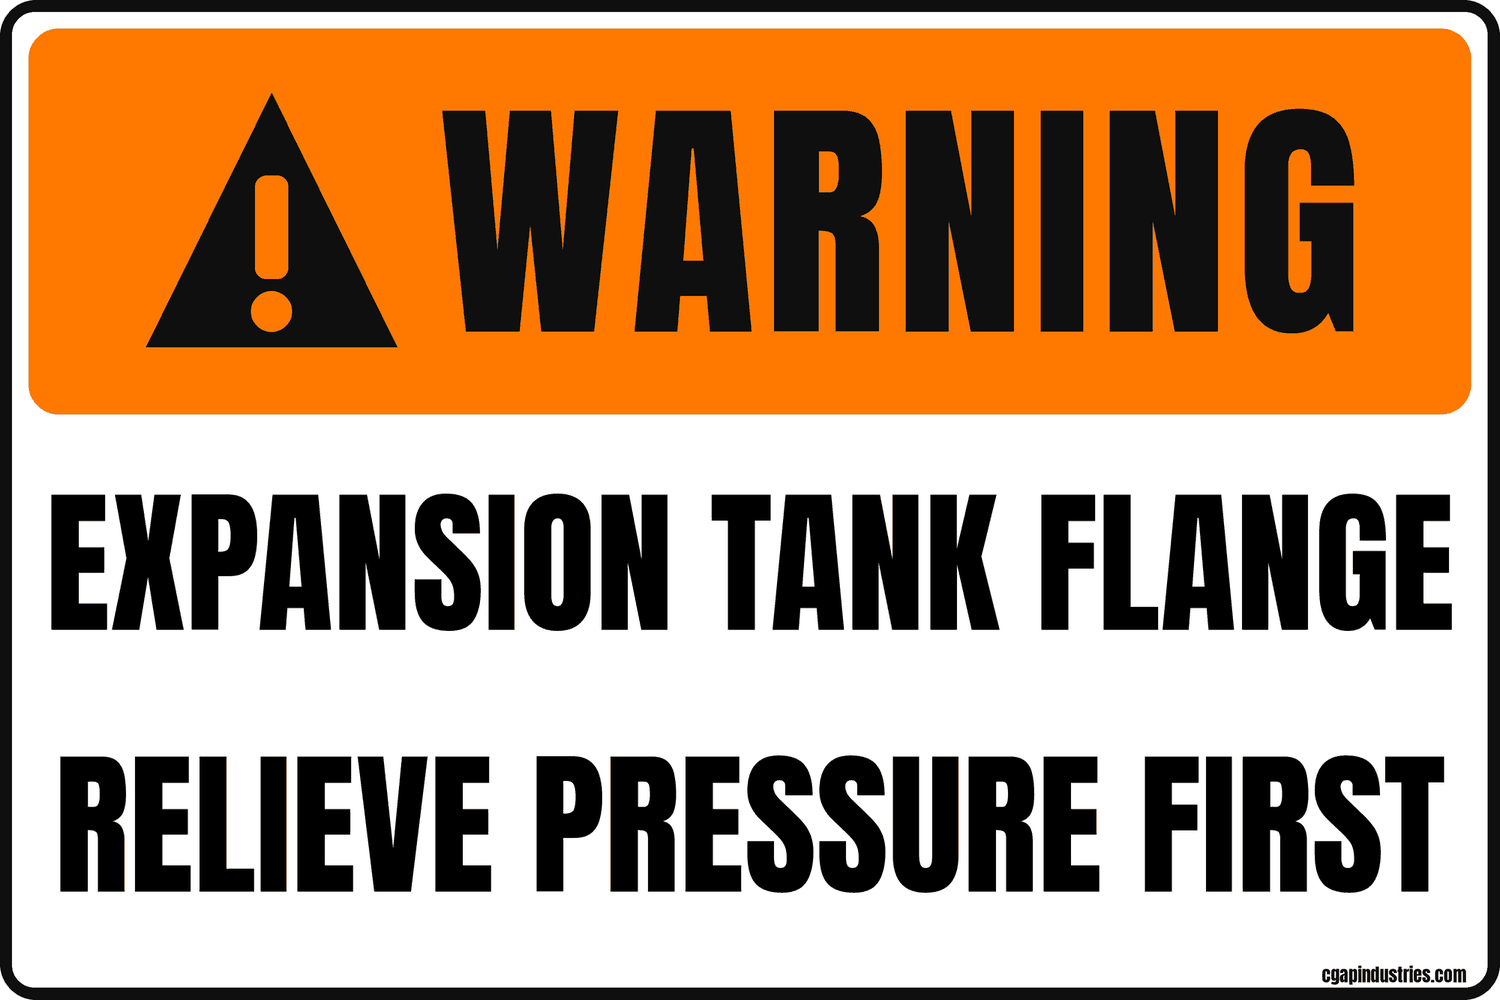 WARNING
EXPANSION TANK FLANGE
RELIEVE PRESSURE FIRST
cgapindustries.com